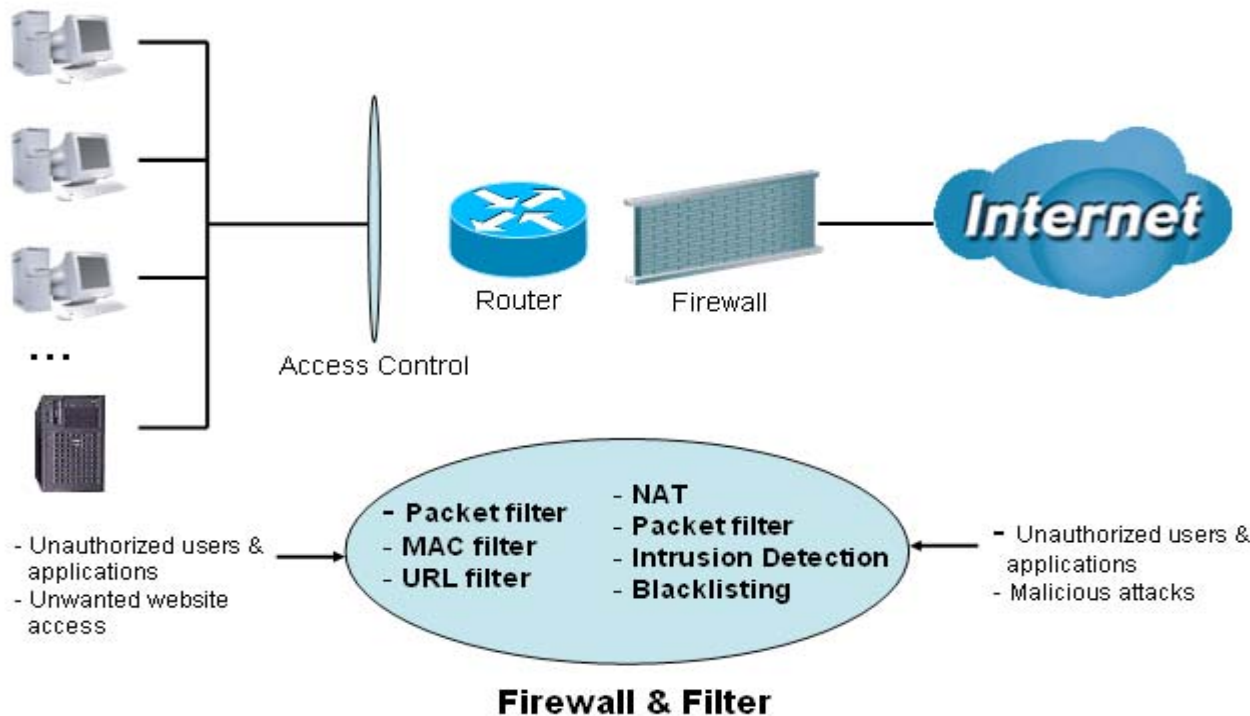 Internet
Router
Firewall
...
Access Control
- Packet filter
- MAC filter
- URL filter
- NAT
- Packet filter
- Intrusion Detection
- Blacklisting
- Unauthorized users &
applications
- Unwanted website
access
- Unauthorized users &
applications
- Malicious attacks
Firewall & Filter